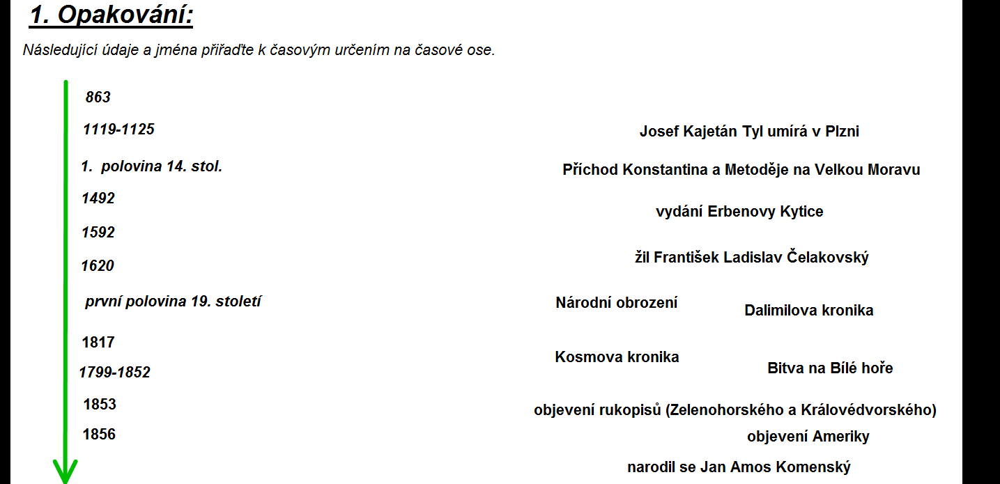 1. Opakování:
Následující údaje a jména přiřaďte k časovým určením na časové ose.
863
1119-1125
1. polovina 14. stol.
1492
1592
1620
první polovina 19. století
1817
1799-1852
1853
1856
Josef Kajetán Tyl umírá v Plzni
Příchod Konstantina a Metoděje na Velkou Moravu
vydání Erbenovy Kytice
žil František Ladislav Čelakovský
Národní obrození
Dalimilova kronika
Kosmova kronika
Bitva na Bílé hoře
objevení rukopisů (Zelenohorského a Královédvorského)
objevení Ameriky
narodil se Jan Amos Komenský